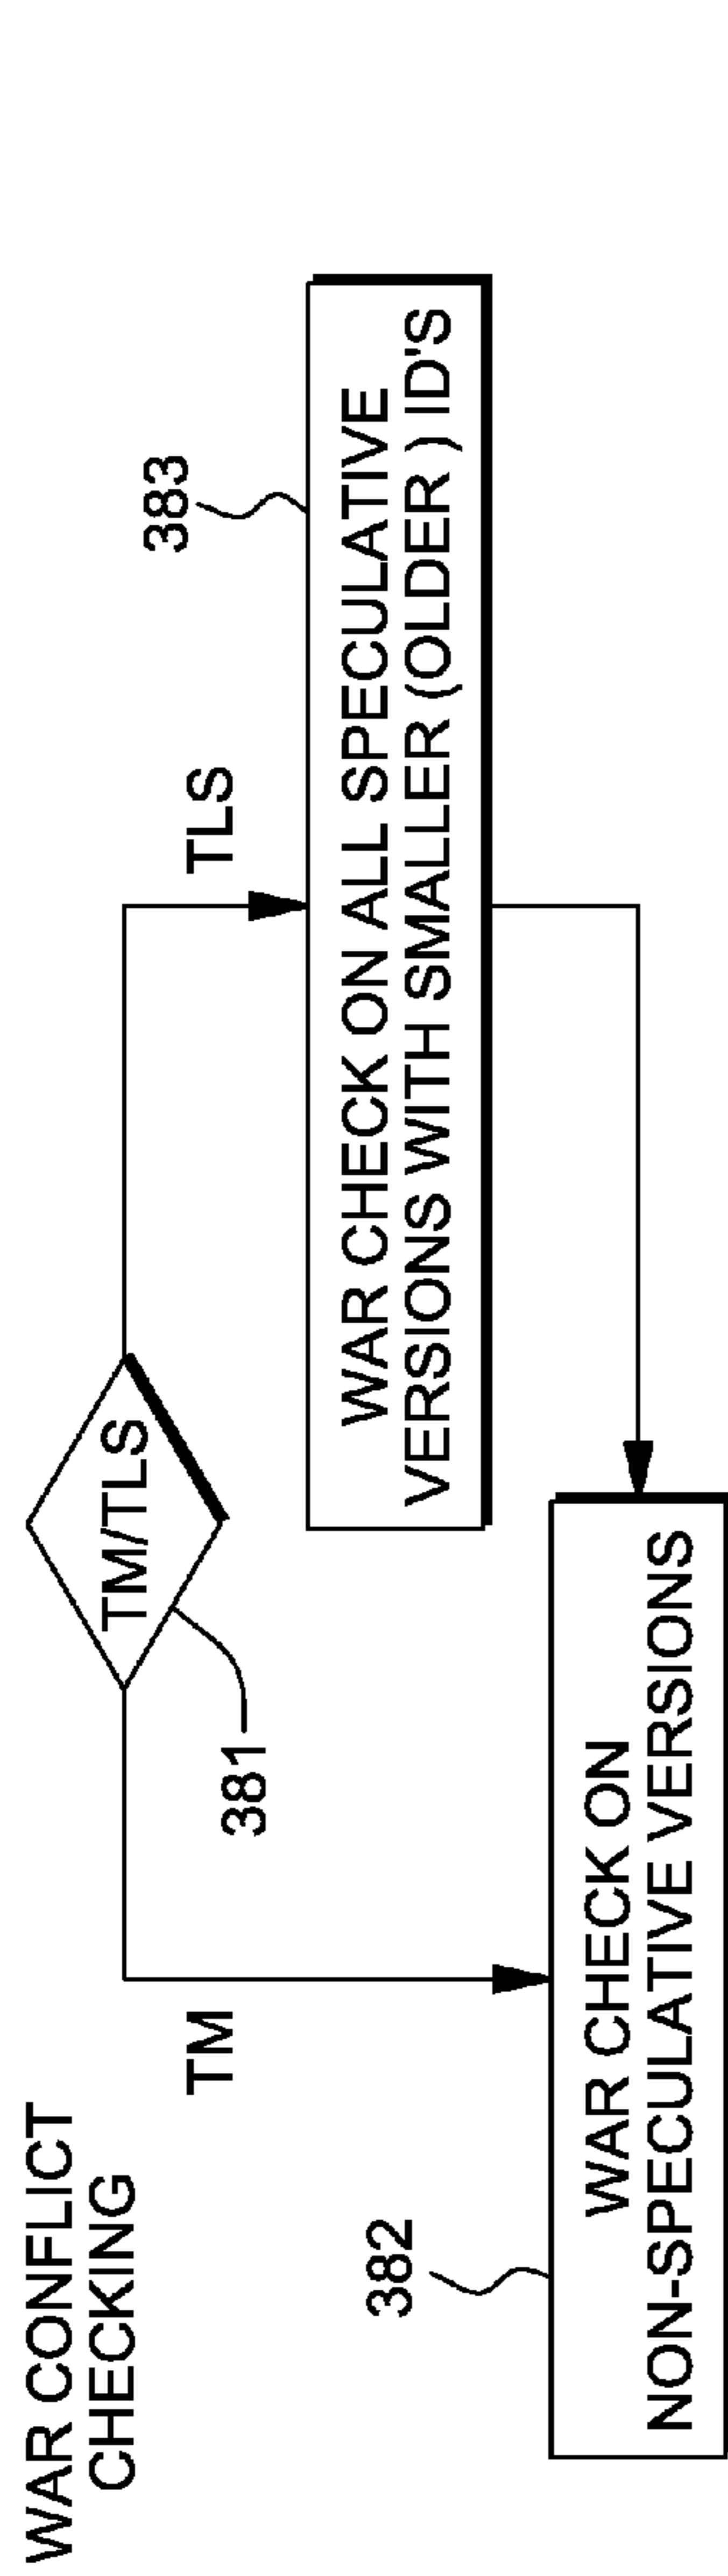 WAR CONFLICT
CHECKING
TM/TLS
381
TM
TLS
383
WAR CHECK ON ALL SPECULATIVE
VERSIONS WITH SMALLER (OLDER ) ID'S
382
WAR CHECK ON
NON-SPECULATIVE VERSIONS